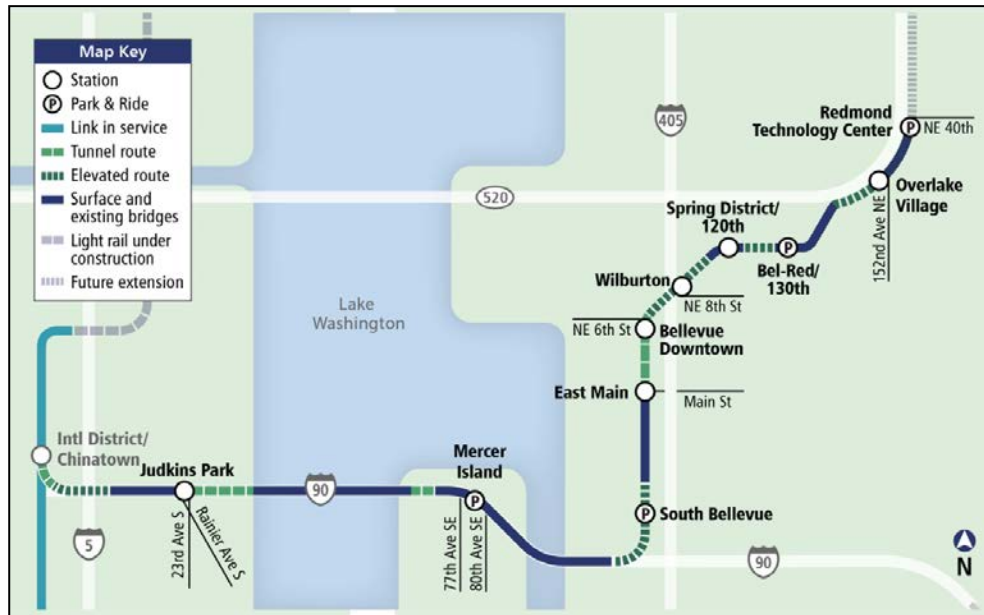 Map Key
Station
P Park & Ride
Link in service
Tunnel route
Elevated route
Surface and
existing bridges
Light rail under
construction
Future extension
405
520
Redmond
Technology Center
P
NE 40th
Overlake
Village
152nd Ave NE
Spring District/
120th
P
Bel-Red/
130th
Wilburton
NE 8th St
NE 6th St
Bellevue
Downtown
East Main
Main St
Lake
Washington
Intl District/
Chinatown
Judkins Park
23rd Ave S
Rainier Ave S
5
90
Mercer
Island
P
77th Ave SE
80th Ave SE
P
South Bellevue
90
N